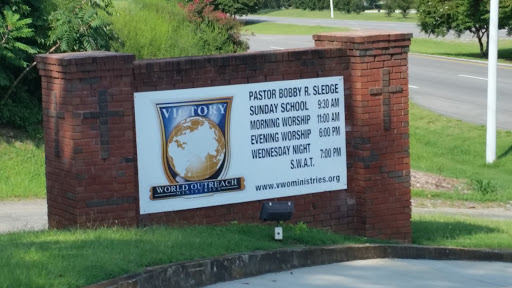 VICTORY
WORLD OUTREACH
MINISTRIES
PASTOR BOBBY R. SLEDGE
SUNDAY SCHOOL 9:30 AM
MORNING WORSHIP 11:00 AM
EVENING WORSHIP 6:00 PM
WEDNESDAY NIGHT 7:00 PM
S.W.A.T.
www.vwoministries.org